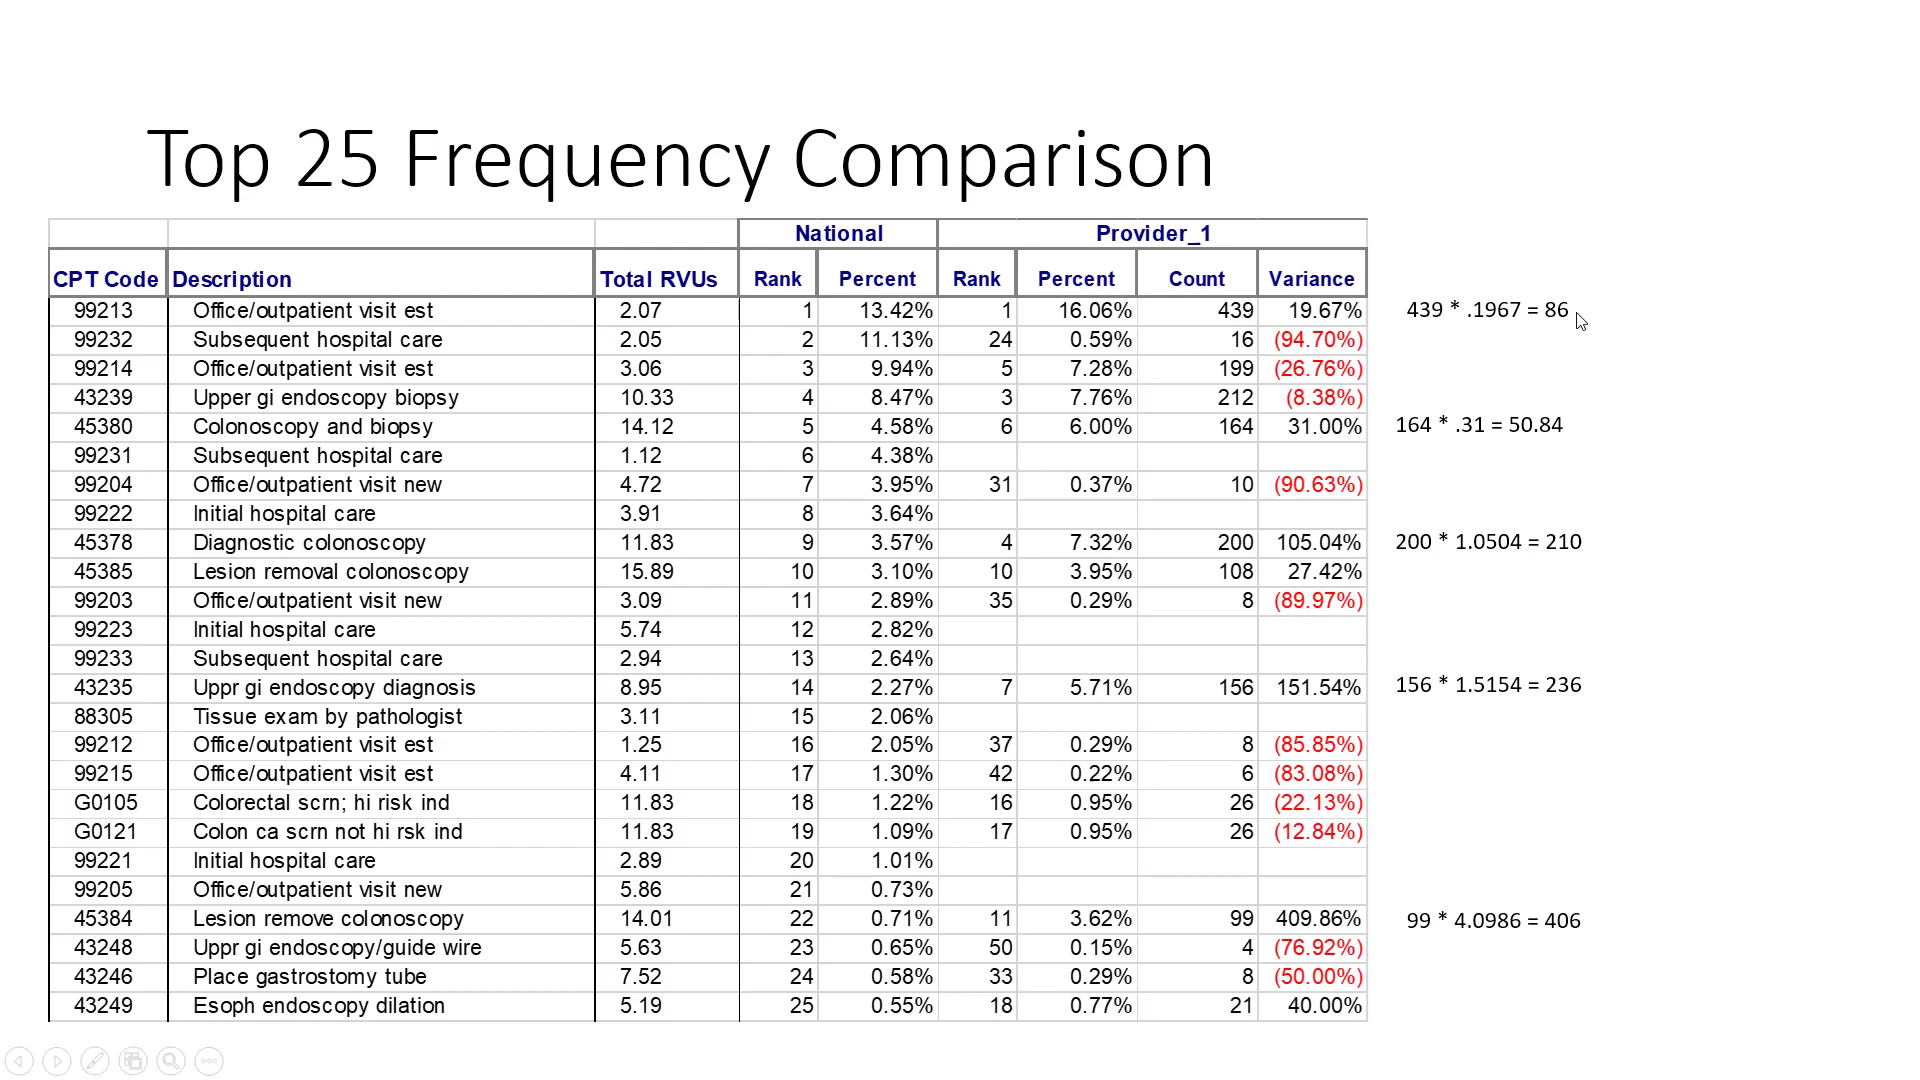 Top 25 Frequency Comparison
National Provider_1
CPT Code Description Total RVUs Rank Percent Rank Percent Count Variance
99213 Office/outpatient visit est 2.07 1 13.42% 1 16.06% 439 19.67% 439 * .1967 = 86
99232 Subsequent hospital care 2.05 2 11.13% 24 0.59% 16 (94.70%)
99214 Office/outpatient visit est 3.06 3 9.94% 5 7.28% 199 (26.76%)
43239 Upper gi endoscopy biopsy 10.33 4 8.47% 3 7.76% 212 (8.38%)
45380 Colonoscopy and biopsy 14.12 5 4.58% 6 6.00% 164 31.00% 164 * .31 = 50.84
99231 Subsequent hospital care 1.12 6 4.38%
99204 Office/outpatient visit new 4.72 7 3.95% 31 0.37% 10 (90.63%)
99222 Initial hospital care 3.91 8 3.64%
45378 Diagnostic colonoscopy 11.83 9 3.57% 4 7.32% 200 105.04% 200 * 1.0504 = 210
45385 Lesion removal colonoscopy 15.89 10 3.10% 10 3.95% 108 27.42%
99203 Office/outpatient visit new 3.09 11 2.89% 35 0.29% 8 (89.97%)
99223 Initial hospital care 5.74 12 2.82%
99233 Subsequent hospital care 2.94 13 2.64%
43235 Uppr gi endoscopy diagnosis 8.95 14 2.27% 7 5.71% 156 151.54% 156 * 1.5154 = 236
88305 Tissue exam by pathologist 3.11 15 2.06%
99212 Office/outpatient visit est 1.25 16 2.05% 37 0.29% 8 (85.85%)
99215 Office/outpatient visit est 4.11 17 1.30% 42 0.22% 6 (83.08%)
G0105 Colorectal scrn; hi risk ind 11.83 18 1.22% 16 0.95% 26 (22.13%)
G0121 Colon ca scrn not hi rsk ind 11.83 19 1.09% 17 0.95% 26 (12.84%)
99221 Initial hospital care 2.89 20 1.01%
99205 Office/outpatient visit new 5.86 21 0.73%
45384 Lesion remove colonoscopy 14.01 22 0.71% 11 3.62% 99 409.86% 99 * 4.0986 = 406
43248 Uppr gi endoscopy/guide wire 5.63 23 0.65% 50 0.15% 4 (76.92%)
43246 Place gastrostomy tube 7.52 24 0.58% 33 0.29% 8 (50.00%)
43249 Esoph endoscopy dilation 5.19 25 0.55% 18 0.77% 21 40.00%